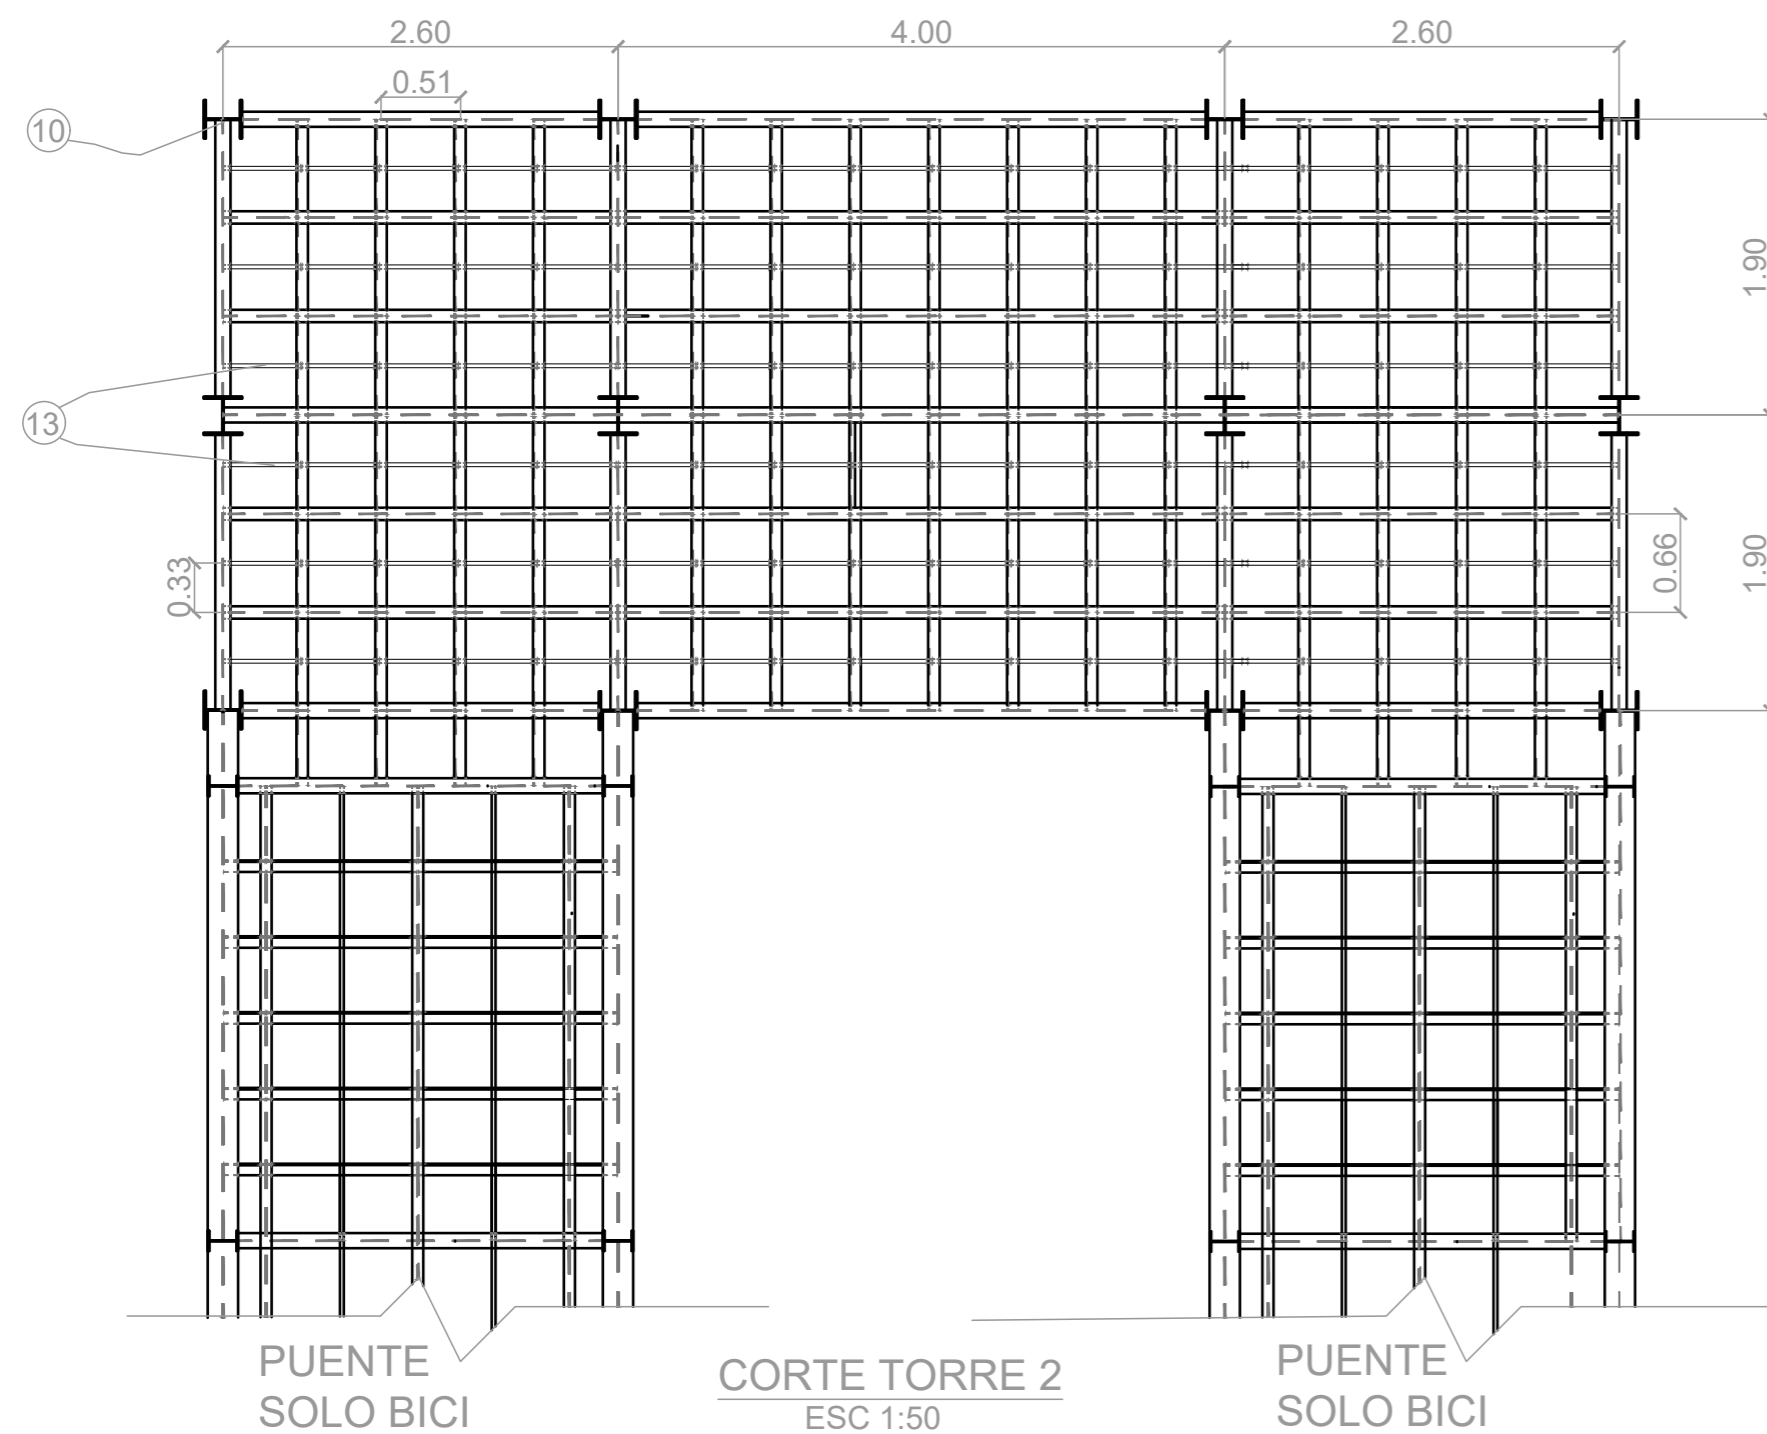 2.60
4.00
2.60
0.51
10
1.90
13
0.33
0.66
1.90
PUENTE
SOLO BICI
CORTE TORRE 2
ESC 1:50
PUENTE
SOLO BICI